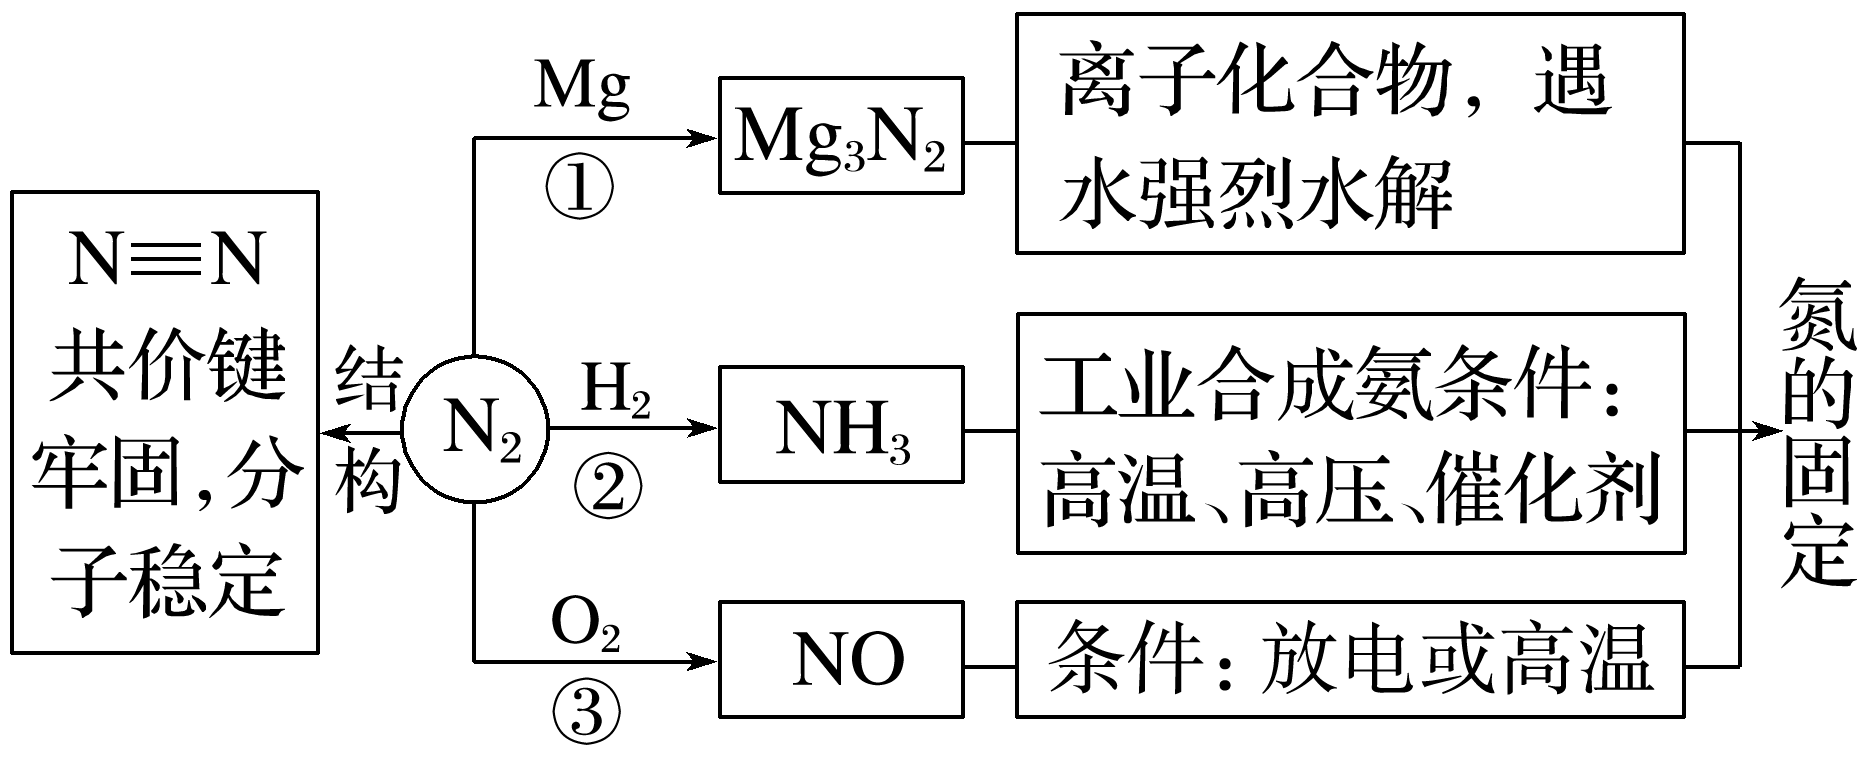 N≡N
共价键
牢固,分
子稳定
结
构
N₂
Mg
①
Mg₃N₂
离子化合物，遇
水强烈水解
H₂
②
NH₃
工业合成氨条件：
高温、高压、催化剂
O₂
③
NO
条件：放电或高温
氮的固定